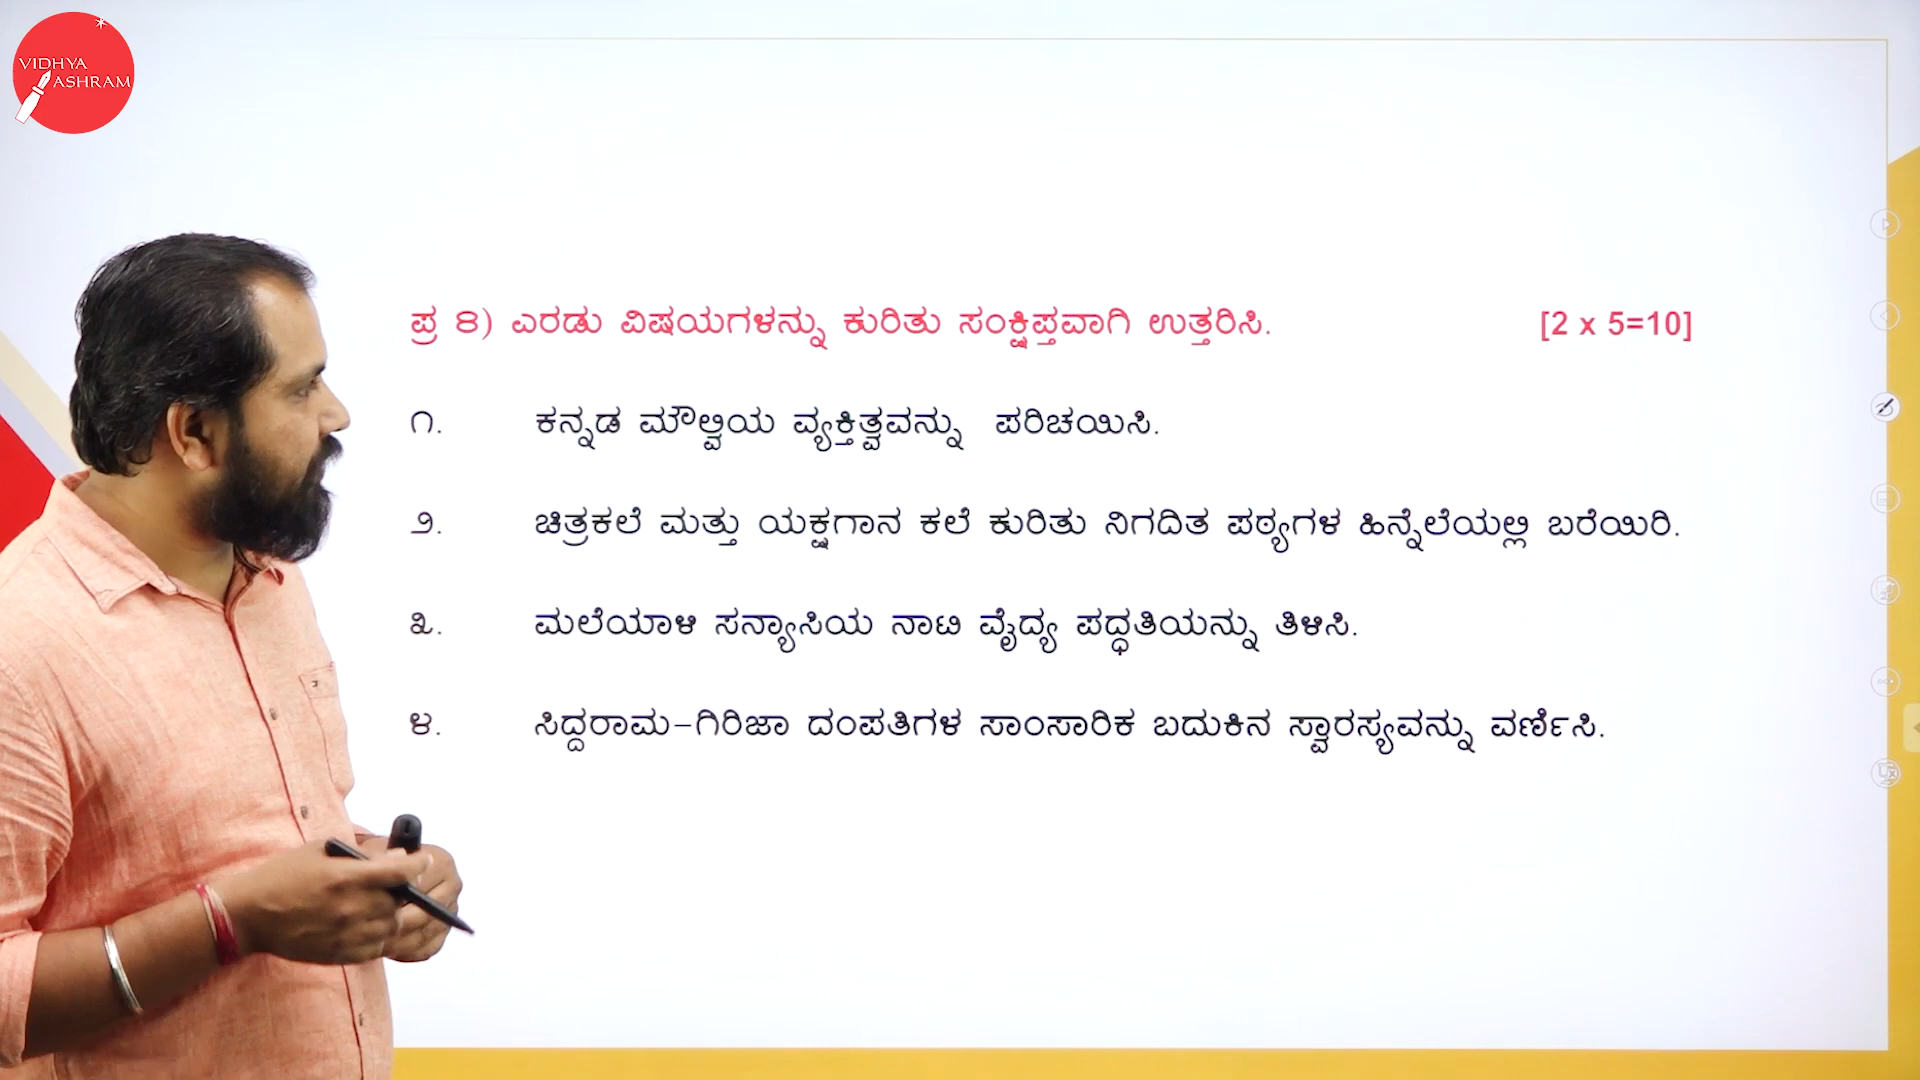 VIDHYA
ASHRAM
ಪ್ರ ೮) ಎರಡು ವಿಷಯಗಳನ್ನು ಕುರಿತು ಸಂಕ್ಷಿಪ್ತವಾಗಿ ಉತ್ತರಿಸಿ. [2 x 5=10]
೧. ಕನ್ನಡ ಮೌಲ್ವಿಯ ವ್ಯಕ್ತಿತ್ವವನ್ನು ಪರಿಚಯಿಸಿ.
೨. ಚಿತ್ರಕಲೆ ಮತ್ತು ಯಕ್ಷಗಾನ ಕಲೆ ಕುರಿತು ನಿಗದಿತ ಪಠ್ಯಗಳ ಹಿನ್ನೆಲೆಯಲ್ಲಿ ಬರೆಯಿರಿ.
೩. ಮಲೆಯಾಳಿ ಸನ್ಯಾಸಿಯ ನಾಟಿ ವೈದ್ಯ ಪದ್ಧತಿಯನ್ನು ತಿಳಿಸಿ.
೪. ಸಿದ್ದರಾಮ-ಗಿರಿಜಾ ದಂಪತಿಗಳ ಸಾಂಸಾರಿಕ ಬದುಕಿನ ಸ್ವಾರಸ್ಯವನ್ನು ವರ್ಣಿಸಿ.